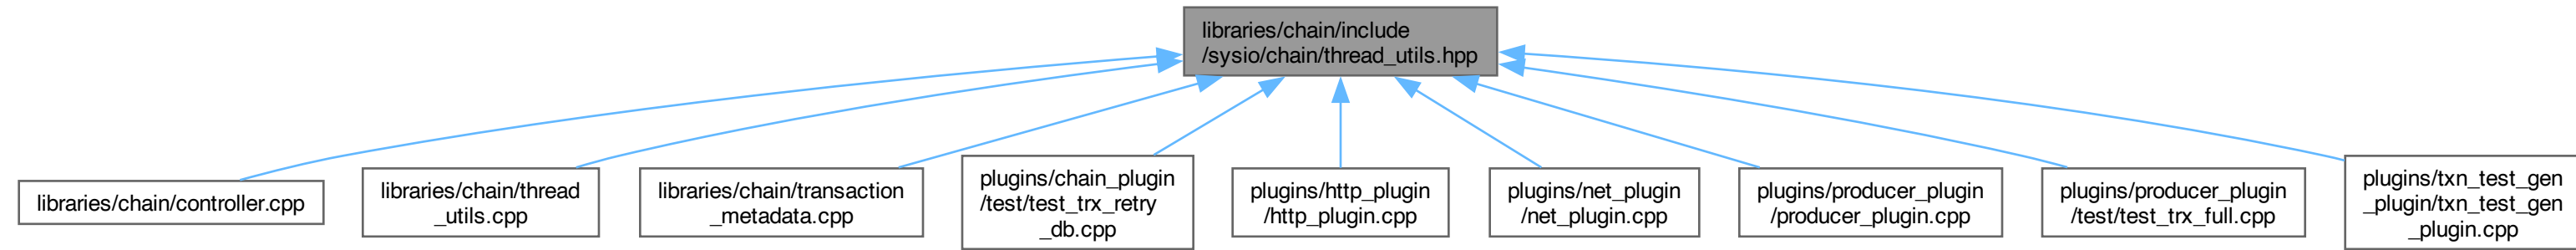 libraries/chain/include
/sysio/chain/thread_utils.hpp
libraries/chain/controller.cpp
libraries/chain/thread
_utils.cpp
libraries/chain/transaction
_metadata.cpp
plugins/chain_plugin
/test/test_trx_retry
_db.cpp
plugins/http_plugin
/http_plugin.cpp
plugins/net_plugin
/net_plugin.cpp
plugins/producer_plugin
/producer_plugin.cpp
plugins/producer_plugin
/test/test_trx_full.cpp
plugins/txn_test_gen
_plugin/txn_test_gen
_plugin.cpp